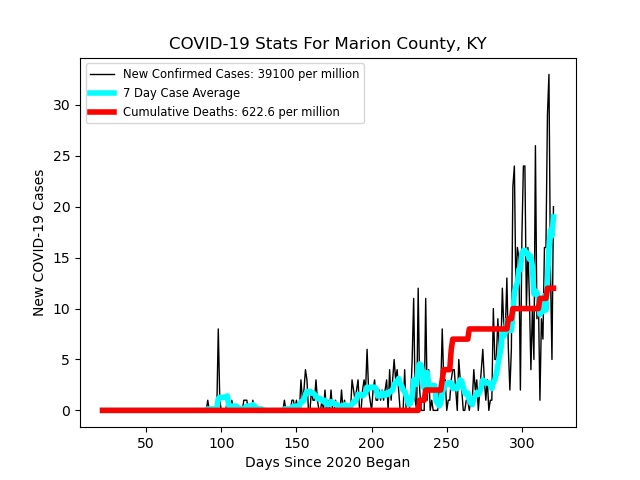 COVID-19 Stats For Marion County, KY
New Confirmed Cases: 39100 per million
7 Day Case Average
Cumulative Deaths: 622.6 per million
New COVID-19 Cases
30
25
20
15
10
5
0
50 100 150 200 250 300
Days Since 2020 Began